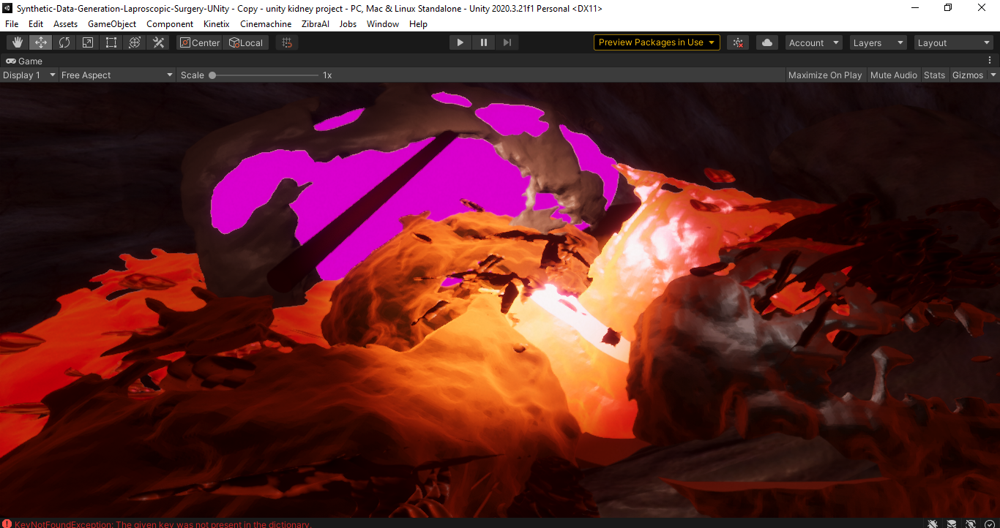 Synthetic-Data-Generation-Laproscopic-Surgery-UNity - Copy - unity kidney project - PC, Mac & Linux Standalone - Unity 2020.3.21f1 Personal <DX11>
File Edit Assets GameObject Component Kinetix Cinemachine ZibraAI Jobs Window Help
Center Local Preview Packages in Use Account Layers Layout
Game
Display 1 Free Aspect Scale 1x Maximize On Play Mute Audio Stats Gizmos
KeyNotFoundException: The given key was not present in the dictionary.